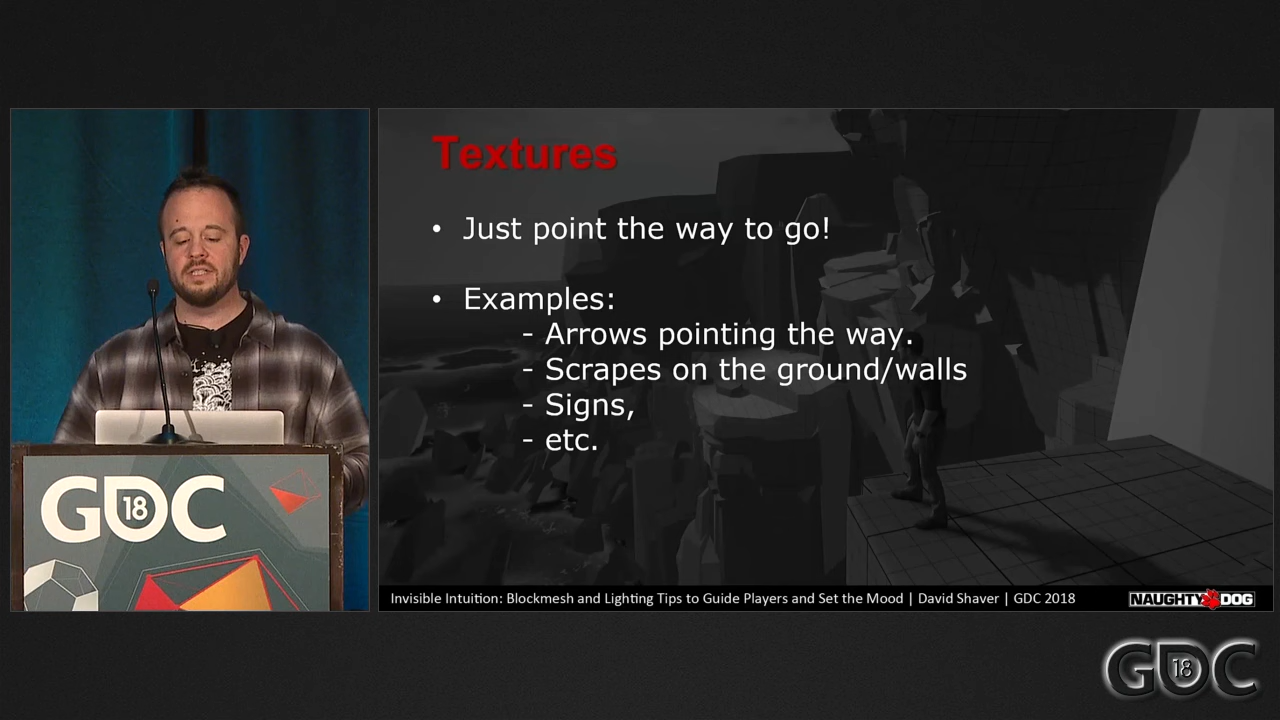 Textures
• Just point the way to go!
• Examples:
- Arrows pointing the way.
- Scrapes on the ground/walls
- Signs,
- etc.
GDC 18
Invisible Intuition: Blockmesh and Lighting Tips to Guide Players and Set the Mood | David Shaver | GDC 2018
NAUGHTY DOG
GDC 18